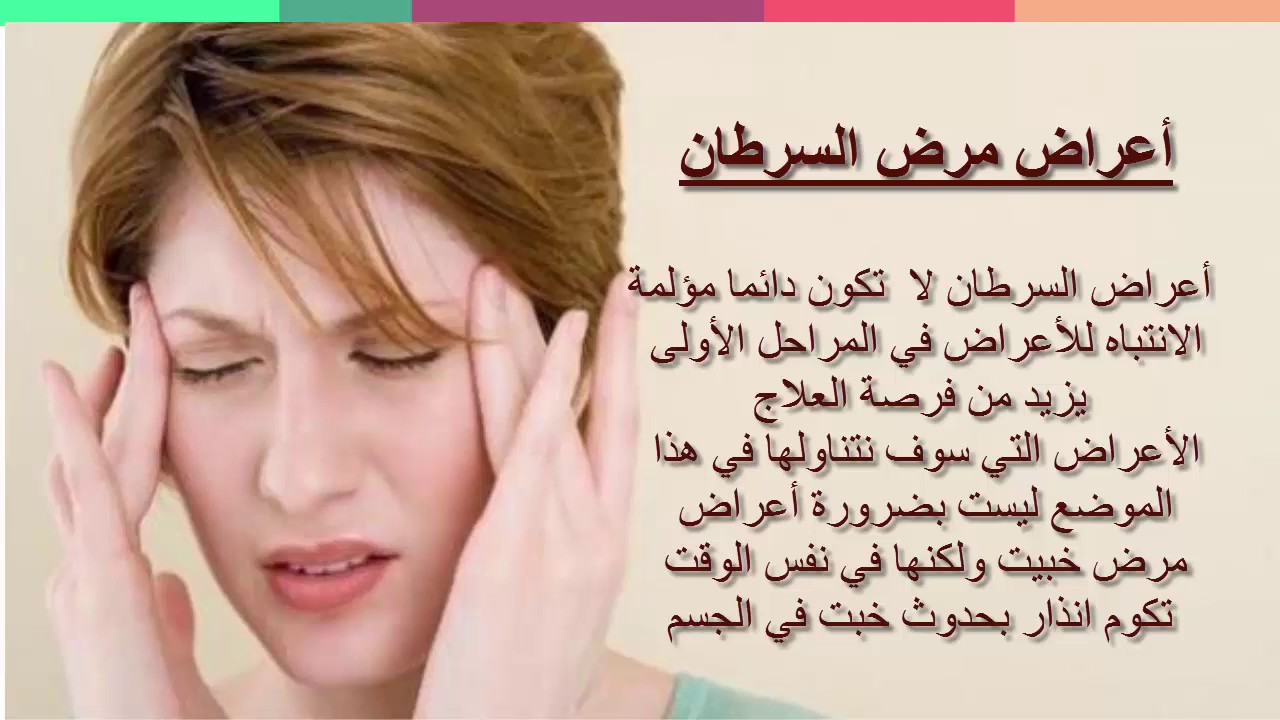 أعراض مرض السرطان
أعراض السرطان لا تكون دائما مؤلمة
الانتباه للأعراض في المراحل الأولى
يزيد من فرصة العلاج
الأعراض التي سوف نتناولها في هذا
الموضع ليست بضرورة أعراض
مرض خبيت ولكنها في نفس الوقت
تكوم انذار بحدوث خبت في الجسم